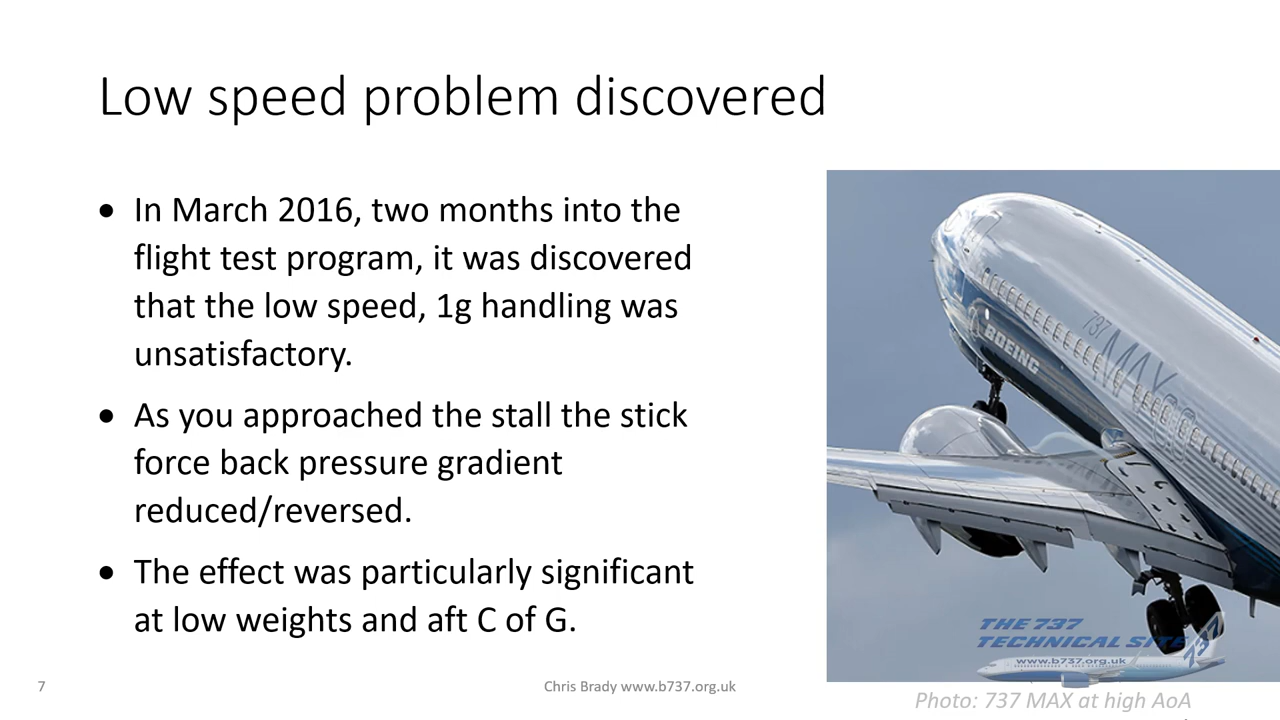 Low speed problem discovered
• In March 2016, two months into the
flight test program, it was discovered
that the low speed, 1g handling was
unsatisfactory.
• As you approached the stall the stick
force back pressure gradient
reduced/reversed.
• The effect was particularly significant
at low weights and aft C of G.
737
MAX
BOEING
THE 737
TECHNICAL SITE
www.b737.org.uk
737
7
Chris Brady www.b737.org.uk
Photo: 737 MAX at high AoA